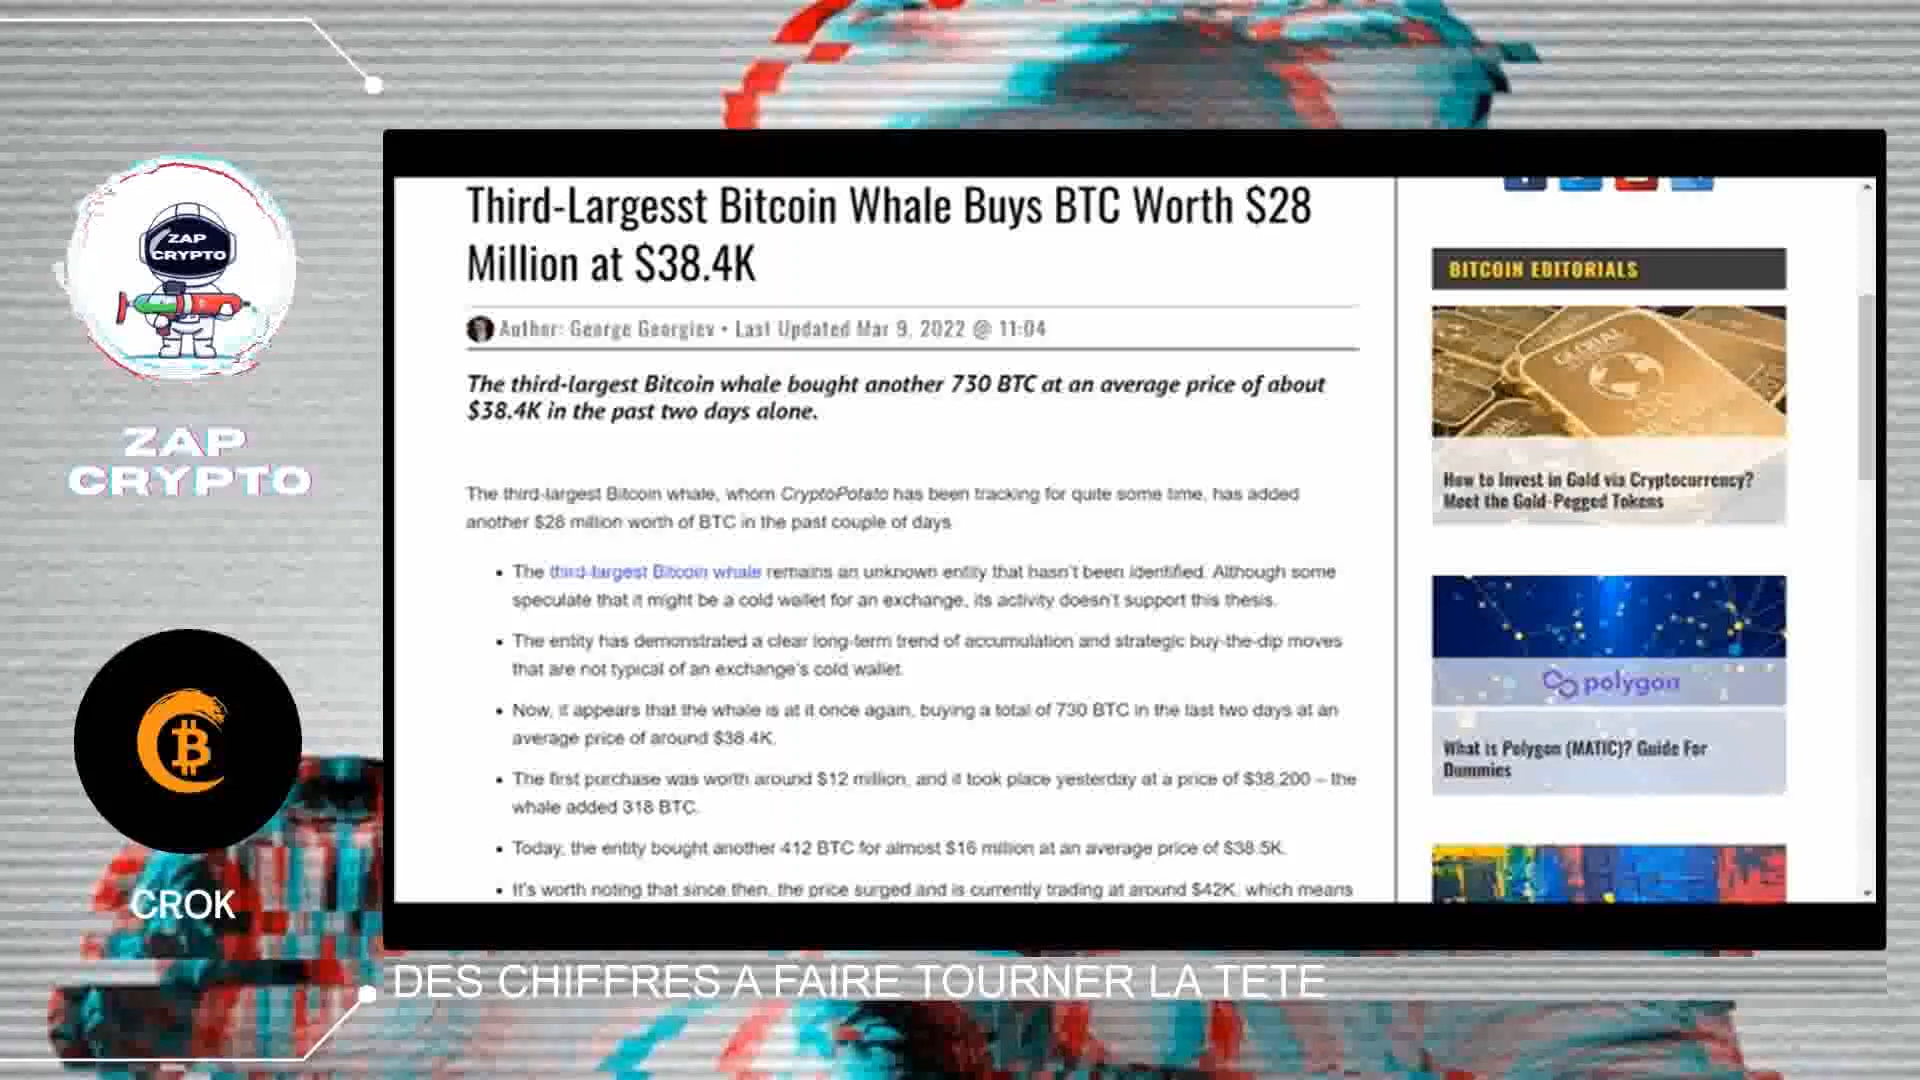 ZAP
CRYPTO
ZAP
CRYPTO
CROK
Third-Largesst Bitcoin Whale Buys BTC Worth $28
Million at $38.4K
Author: George Georgiev • Last Updated Mar 9, 2022 @ 11:04
The third-largest Bitcoin whale bought another 730 BTC at an average price of about
$38.4K in the past two days alone.
The third-largest Bitcoin whale, whom CryptoPotato has been tracking for quite some time, has added
another $28 million worth of BTC in the past couple of days
• The third-largest Bitcoin whale remains an unknown entity that hasn't been identified. Although some
speculate that it might be a cold wallet for an exchange, its activity doesn't support this thesis.
• The entity has demonstrated a clear long-term trend of accumulation and strategic buy-the-dip moves
that are not typical of an exchange's cold wallet.
• Now, it appears that the whale is at it once again, buying a total of 730 BTC in the last two days at an
average price of around $38.4K.
• The first purchase was worth around $12 million, and it took place yesterday at a price of $38,200 – the
whale added 318 BTC.
• Today, the entity bought another 412 BTC for almost $16 million at an average price of $38.5K.
• It's worth noting that since then, the price surged and is currently trading at around $42K, which means
BITCOIN EDITORIALS
GLOBAL
How to Invest in Gold via Cryptocurrency?
Meet the Gold-Pegged Tokens
polygon
What is Polygon (MATIC)? Guide For
Dummies
DES CHIFFRES A FAIRE TOURNER LA TETE